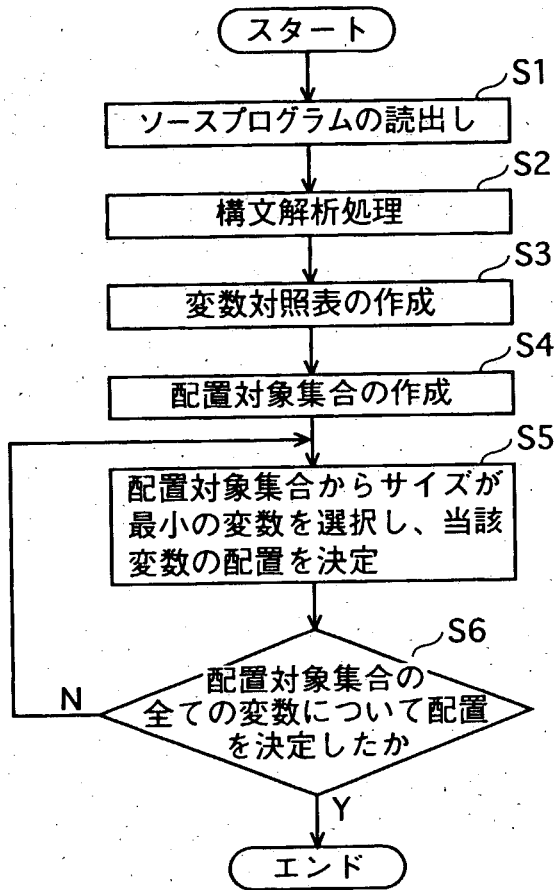 スタート
S1
ソースプログラムの読出し
S2
構文解析処理
S3
変数対照表の作成
S4
配置対象集合の作成
S5
配置対象集合からサイズが
最小の変数を選択し、当該
変数の配置を決定
S6
配置対象集合の
全ての変数について配置
を決定したか
N
Y
エンド